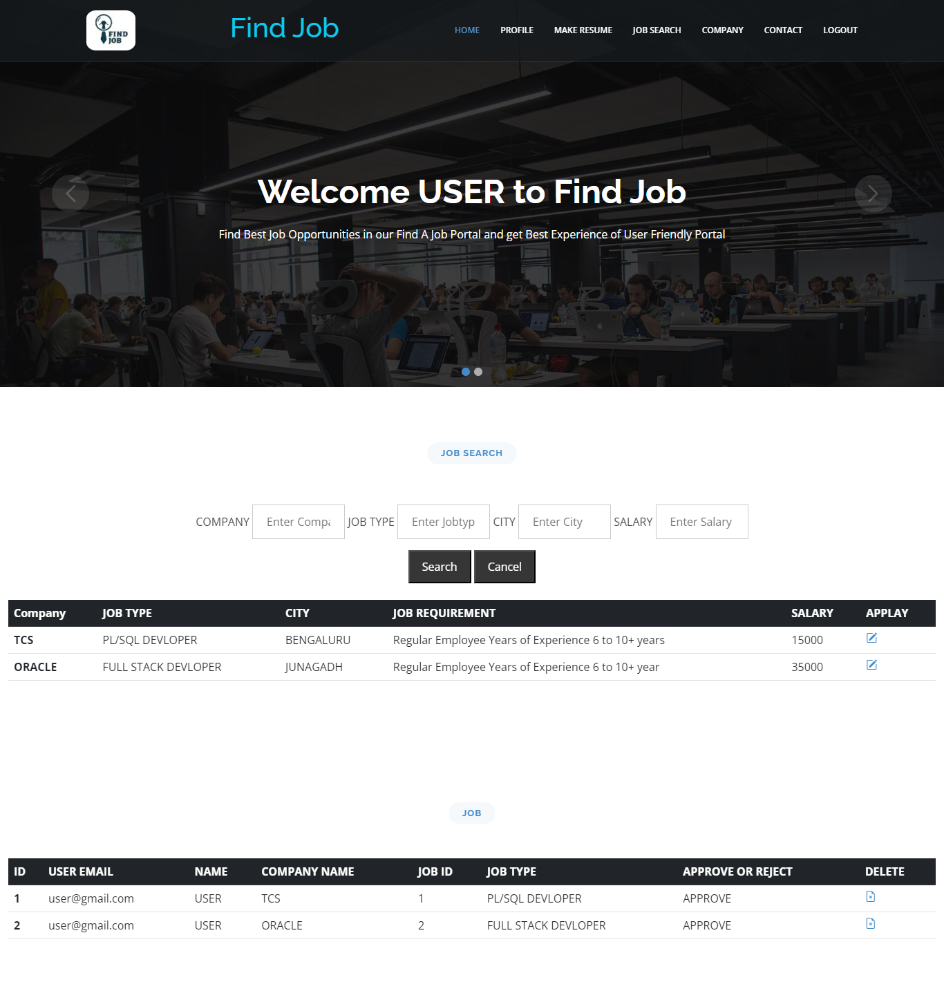 FIND
JOB
Find Job
HOME PROFILE MAKE RESUME JOB SEARCH COMPANY CONTACT LOGOUT
Welcome USER to Find Job
Find Best Job Opportunities in our Find A Job Portal and get Best Experience of User Friendly Portal
JOB SEARCH
COMPANY Enter Compa JOB TYPE Enter Jobtyp CITY Enter City SALARY Enter Salary
Search Cancel
Company JOB TYPE CITY JOB REQUIREMENT SALARY APPLAY
TCS PL/SQL DEVLOPER BENGALURU Regular Employee Years of Experience 6 to 10+ years 15000
ORACLE FULL STACK DEVLOPER JUNAGADH Regular Employee Years of Experience 6 to 10+ year 35000
JOB
ID USER EMAIL NAME COMPANY NAME JOB ID JOB TYPE APPROVE OR REJECT DELETE
1 user@gmail.com USER TCS 1 PL/SQL DEVLOPER APPROVE
2 user@gmail.com USER ORACLE 2 FULL STACK DEVLOPER APPROVE